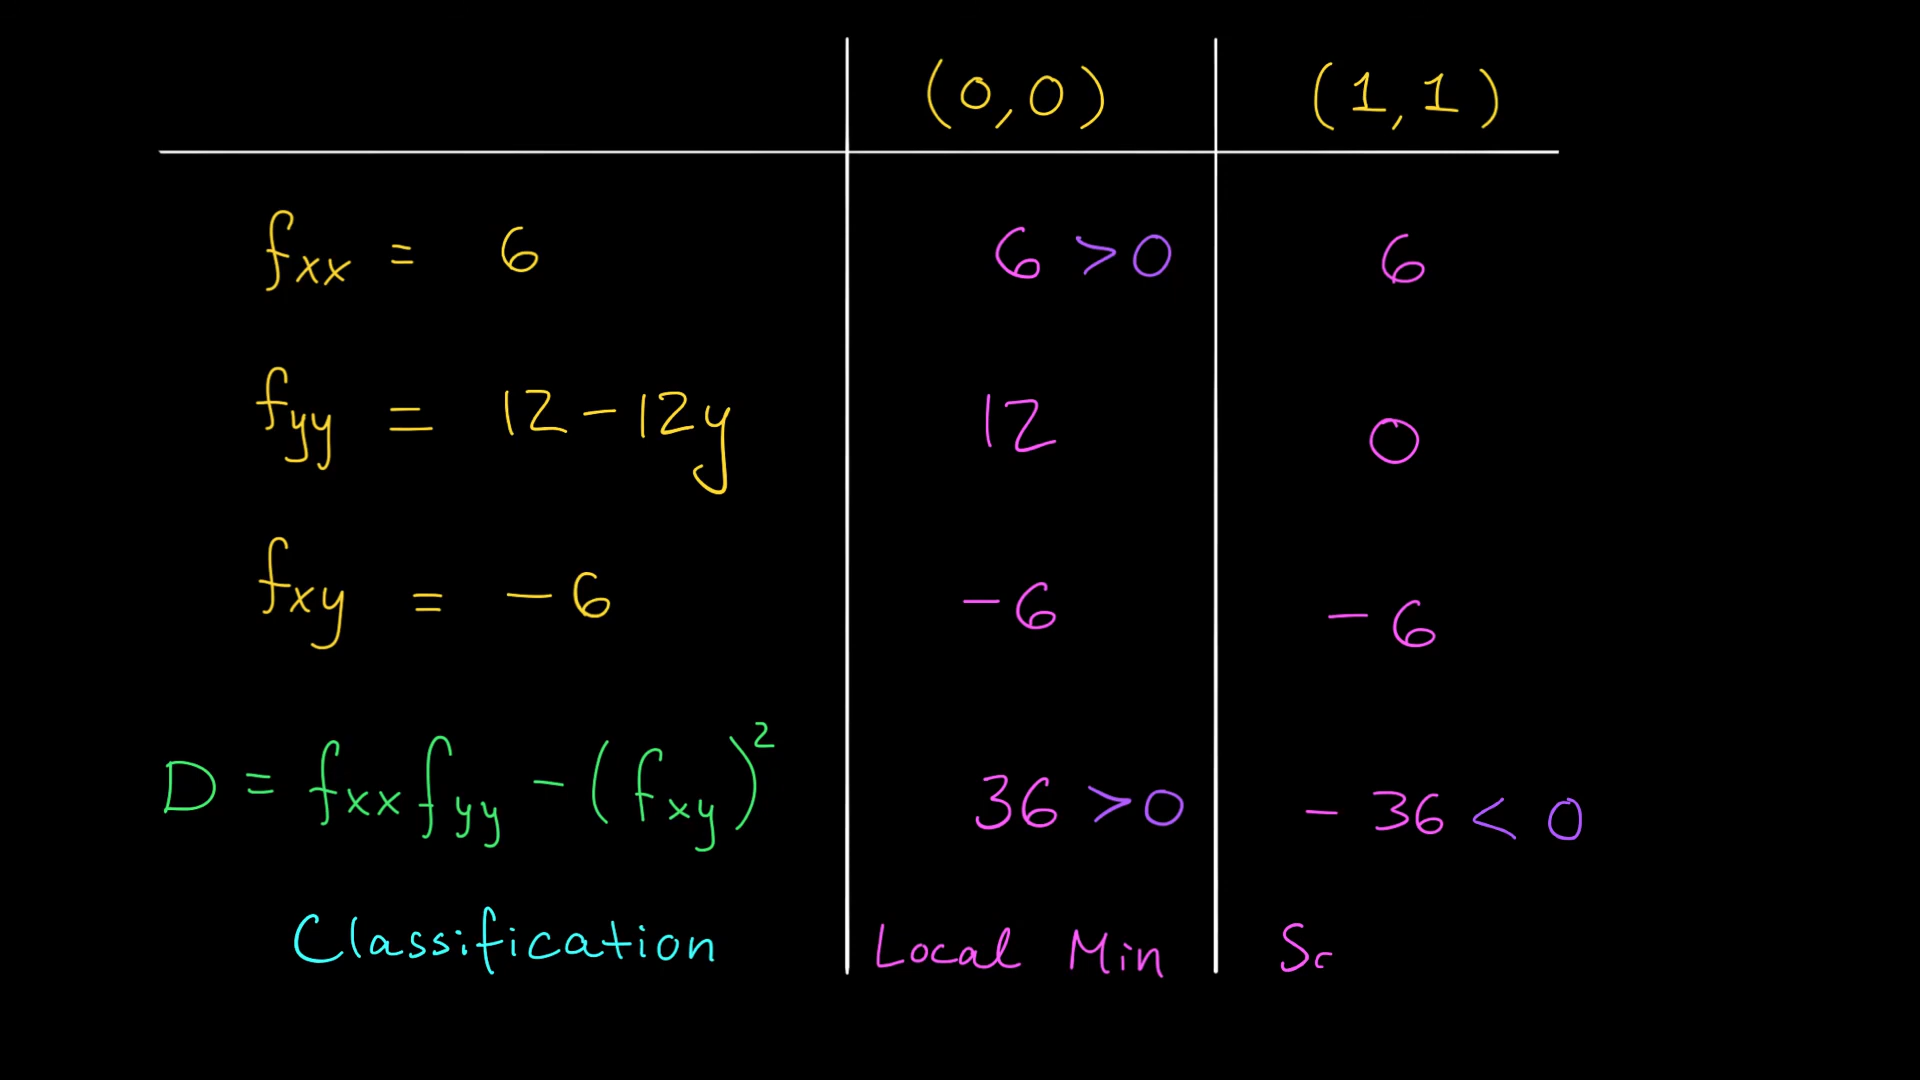 (0,0) (1,1)
fxx = 6 6 >0 6
fyy = 12-12y 12 0
fxy = -6 -6 -6
D = fxx fyy - (fxy)² 36 >0 -36 < 0
Classification Local Min